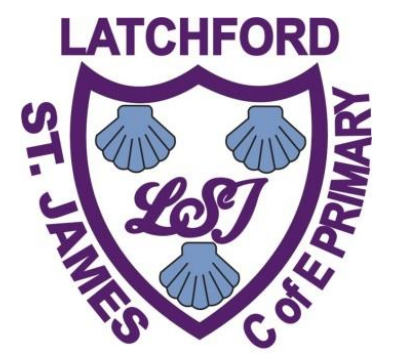 LATCHFORD
ST. JAMES
LSJ
C of E PRIMARY